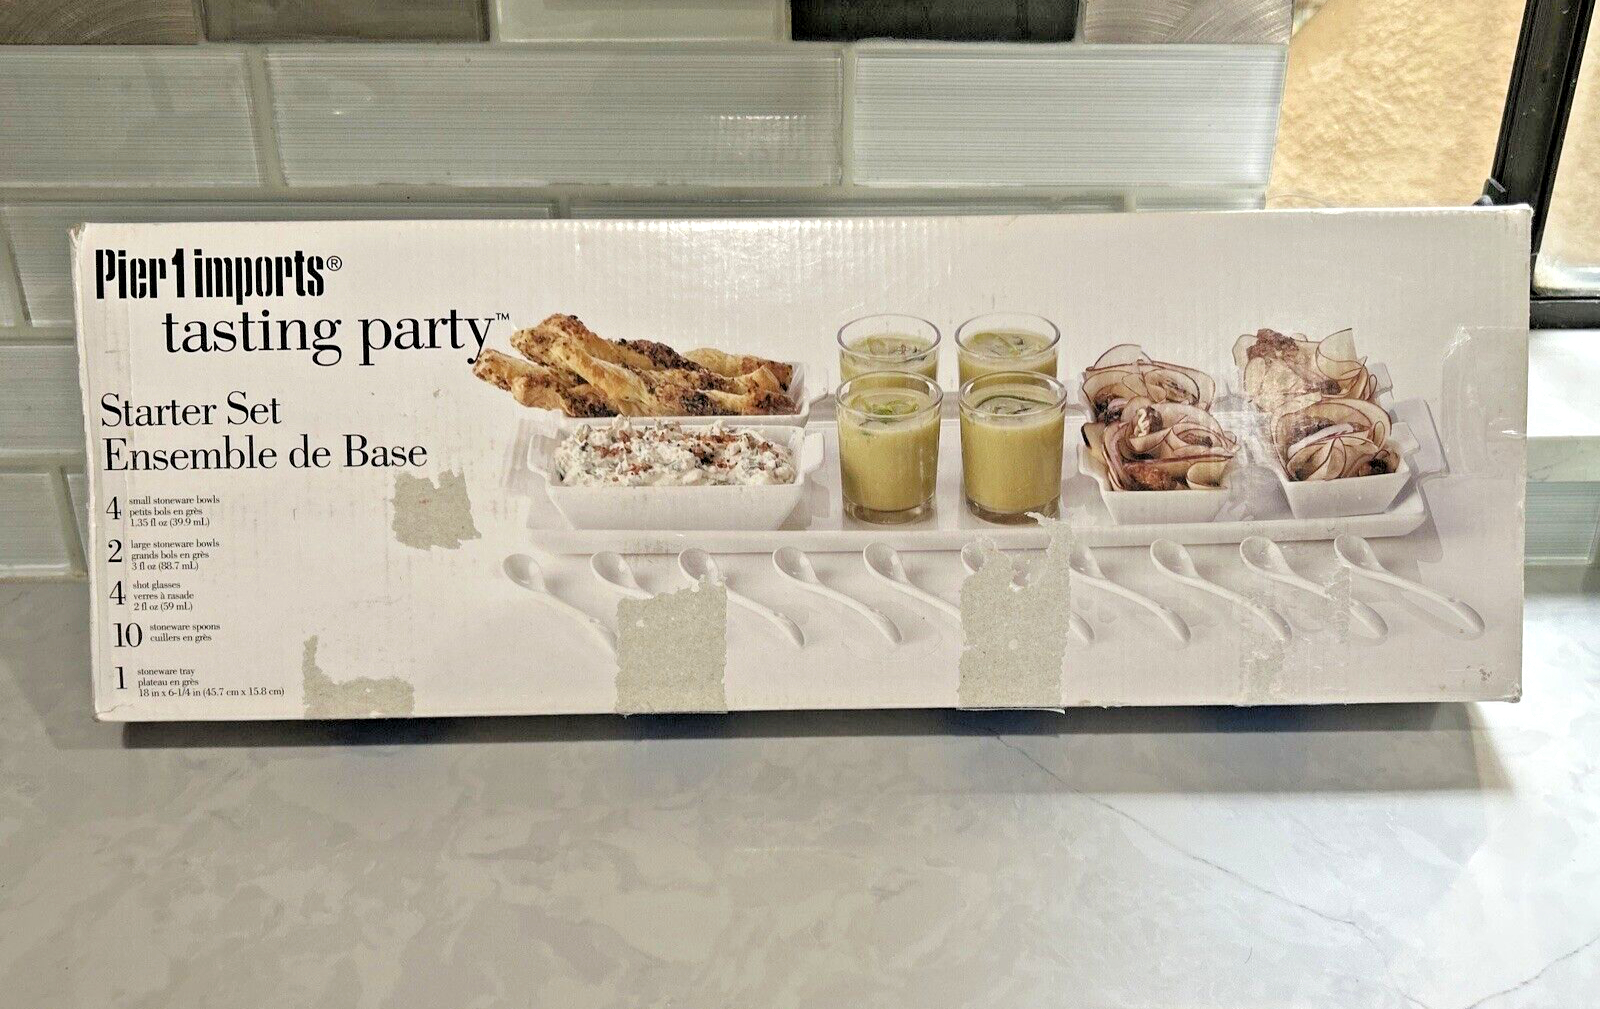 Pier 1 imports®
tasting party™
Starter Set
Ensemble de Base
4 small stoneware bowls
petits bols en grès
1.35 fl oz (39.9 mL)
2 large stoneware bowls
grands bols en grès
3 fl oz (88.7 mL)
4 shot glasses
verres à rasade
2 fl oz (59 mL)
10 stoneware spoons
cuillers en grès
1 stoneware tray
plateau en grès
18 in x 6-1/4 in (45.7 cm x 15.8 cm)